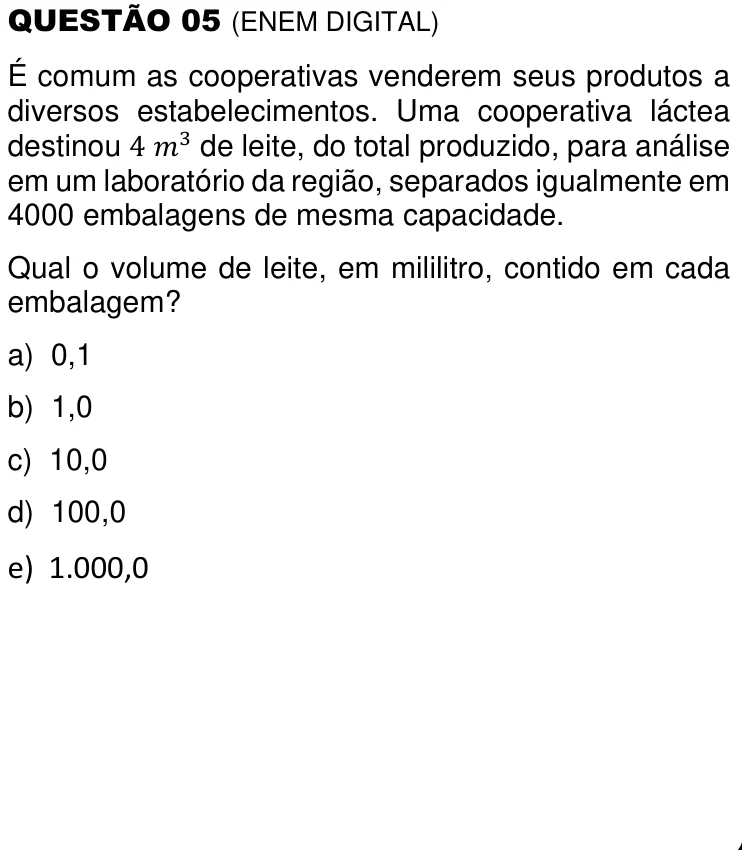 QUESTÃO 05 (ENEM DIGITAL)
É comum as cooperativas venderem seus produtos a
diversos estabelecimentos. Uma cooperativa láctea
destinou 4 m³ de leite, do total produzido, para análise
em um laboratório da região, separados igualmente em
4000 embalagens de mesma capacidade.
Qual o volume de leite, em mililitro, contido em cada
embalagem?
a) 0,1
b) 1,0
c) 10,0
d) 100,0
e) 1.000,0